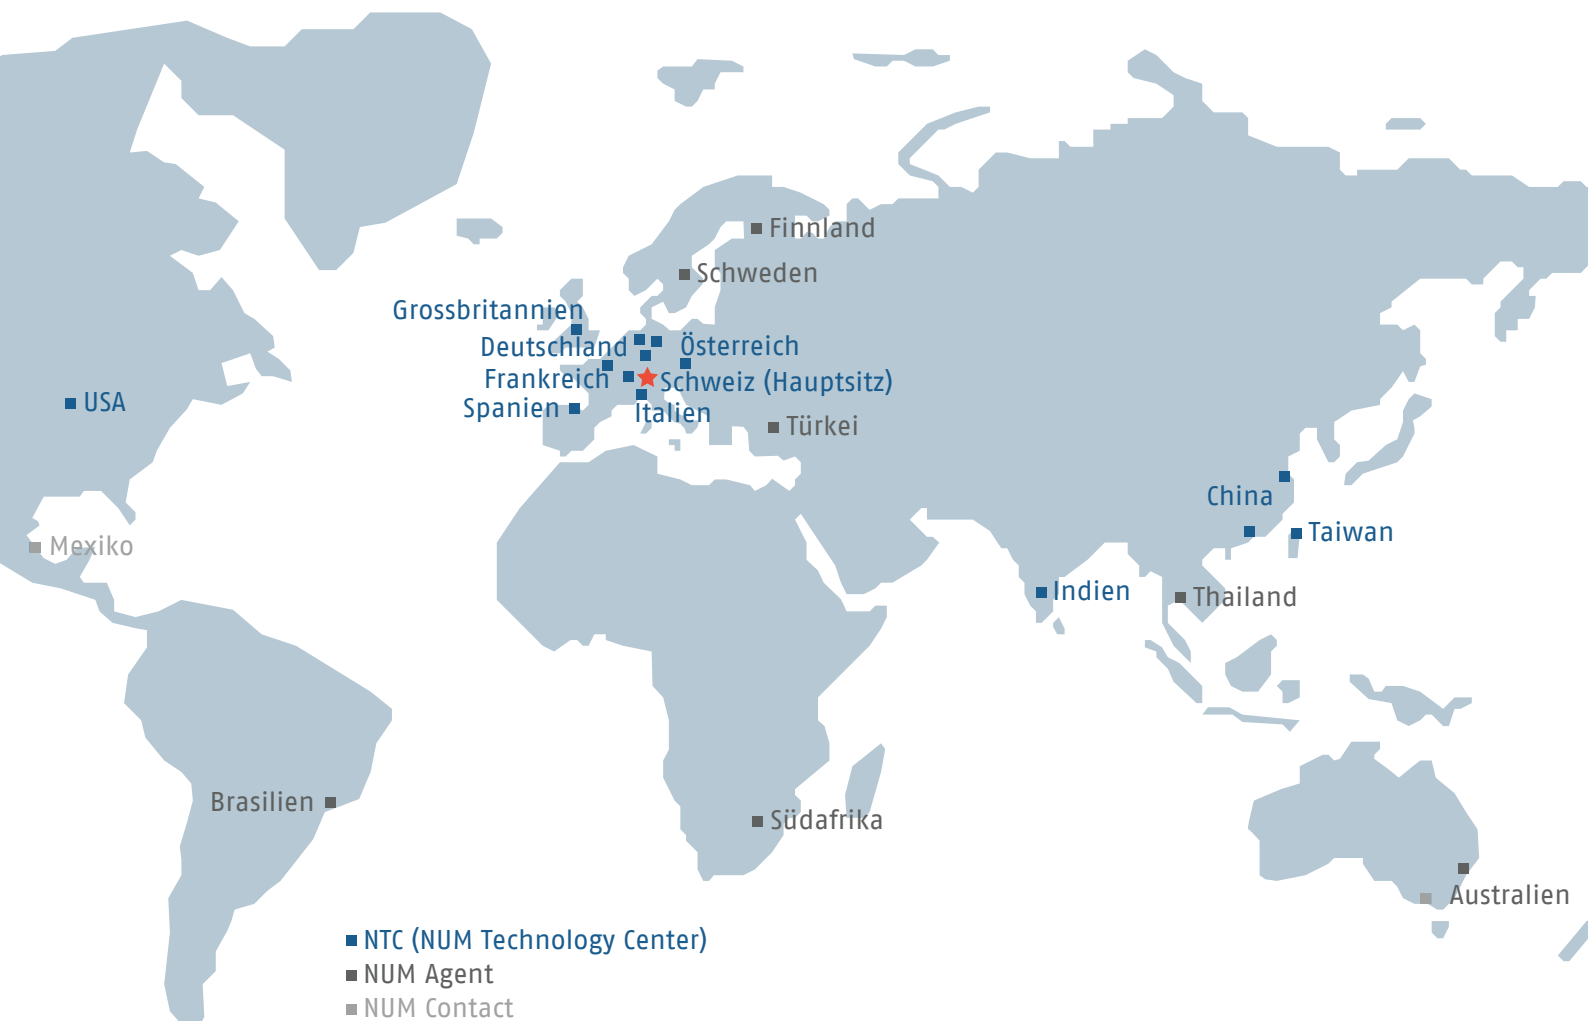 Finnland
Schweden
Grossbritannien
Deutschland
Österreich
Frankreich
Schweiz (Hauptsitz)
USA
Spanien
Italien
Türkei
China
Taiwan
Mexiko
Indien
Thailand
Brasilien
Südafrika
Australien
NTC (NUM Technology Center)
NUM Agent
NUM Contact